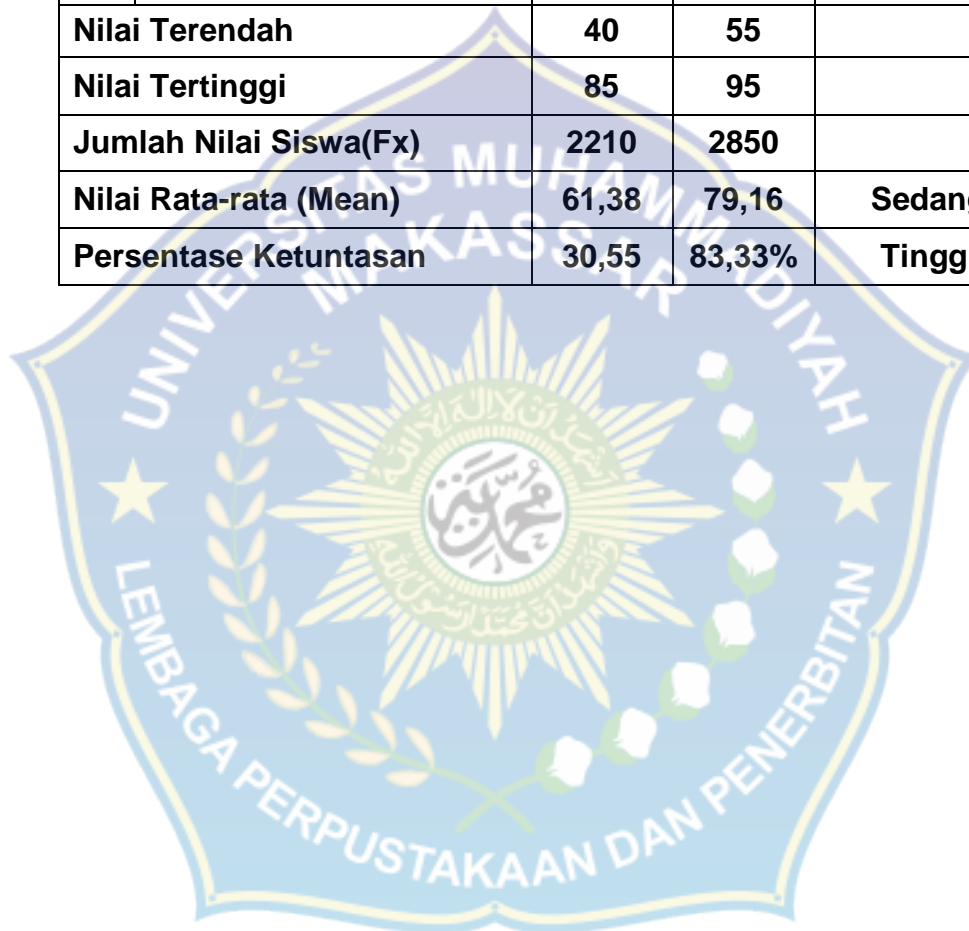 Nilai Terendah 40 55
Nilai Tertinggi 85 95
Jumlah Nilai Siswa(Fx) 2210 2850
Nilai Rata-rata (Mean) 61,38 79,16 Sedang
Persentase Ketuntasan 30,55 83,33% Tingg
UNIVERSITAS MUHAMMADIYAH
MAKASSAR
LEMBAGA PERPUSTAKAAN DAN PENERBITAN